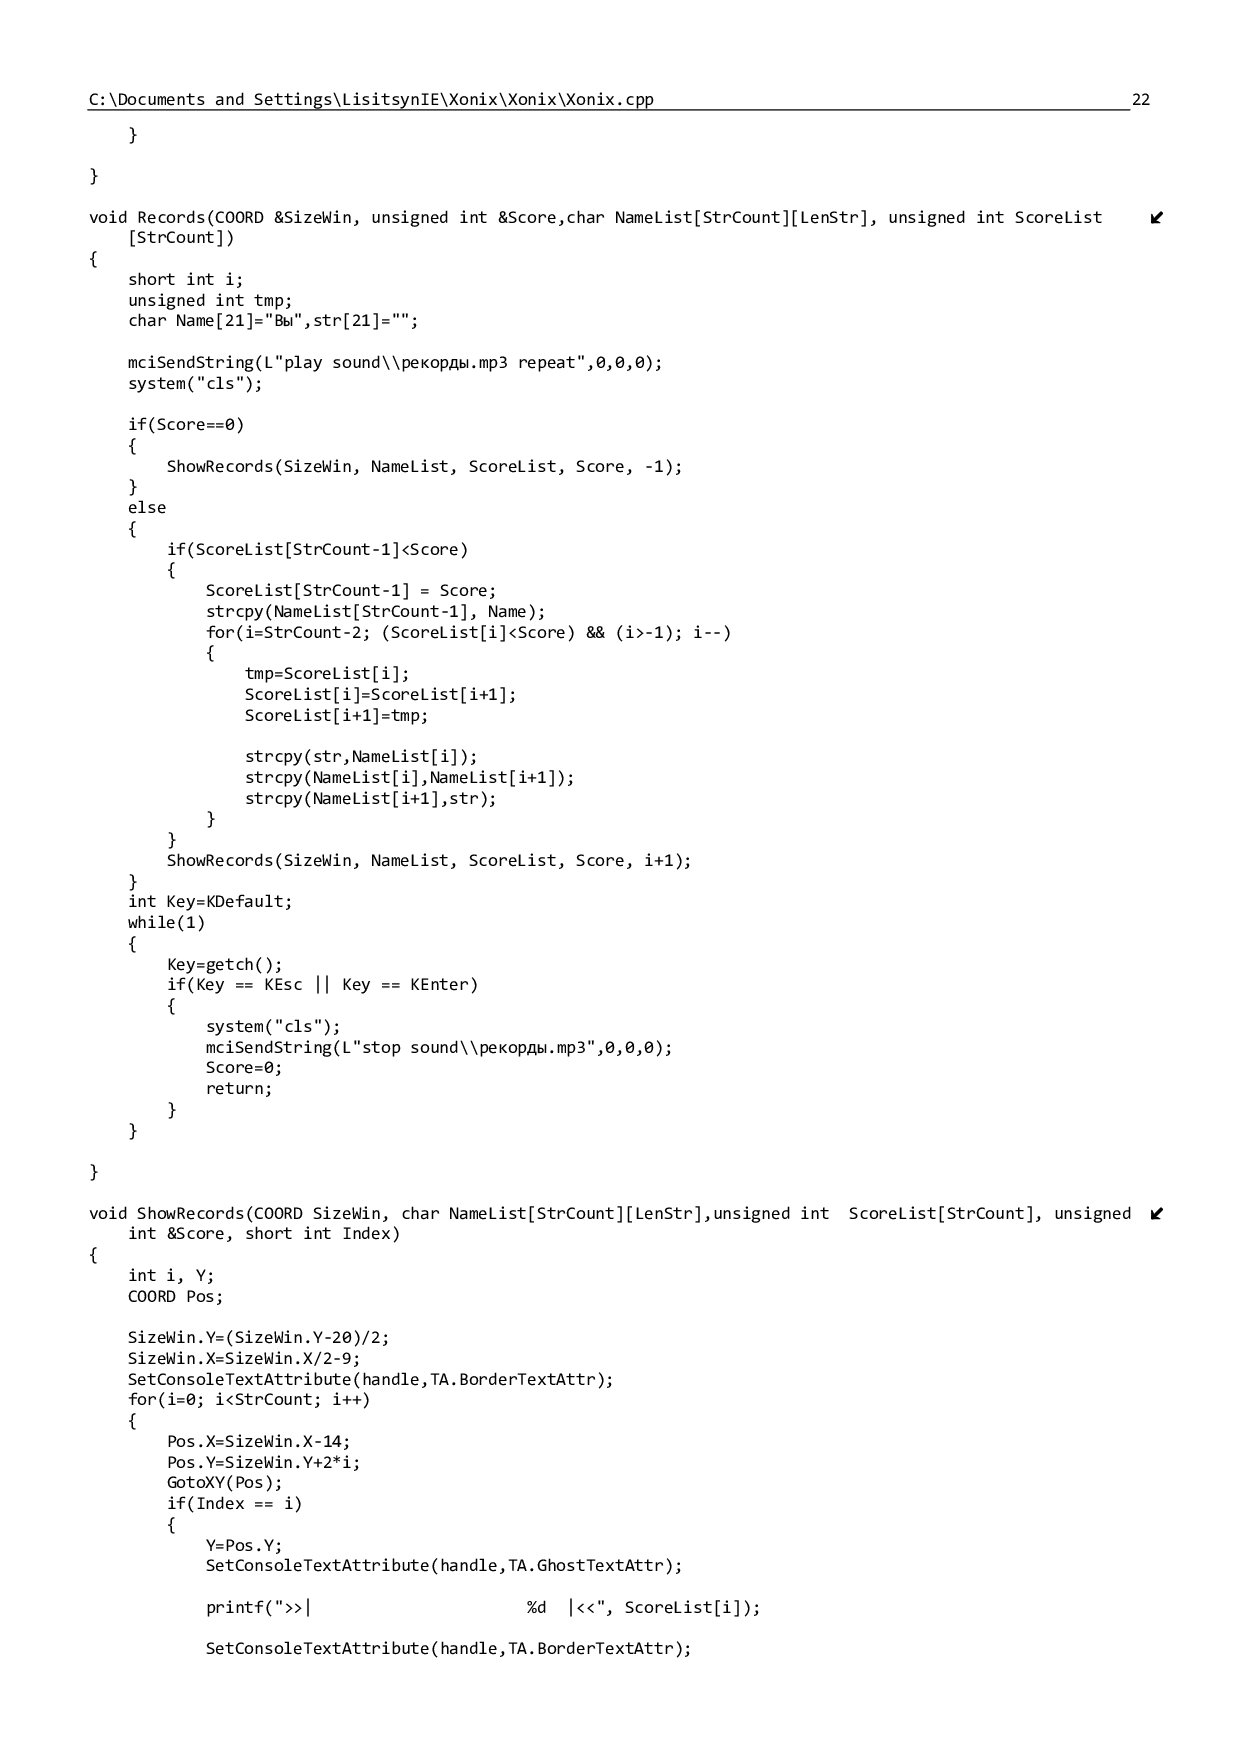 C:\Documents and Settings\LisitsynIE\Xonix\Xonix\Xonix.cpp 22
    }

}

void Records(COORD &SizeWin, unsigned int &Score,char NameList[StrCount][LenStr], unsigned int ScoreList ↙
    [StrCount])
{
    short int i;
    unsigned int tmp;
    char Name[21]="Вы",str[21]="";

    mciSendString(L"play sound\\рекорды.mp3 repeat",0,0,0);
    system("cls");

    if(Score==0)
    {
        ShowRecords(SizeWin, NameList, ScoreList, Score, -1);
    }
    else
    {
        if(ScoreList[StrCount-1]<Score)
        {
            ScoreList[StrCount-1] = Score;
            strcpy(NameList[StrCount-1], Name);
            for(i=StrCount-2; (ScoreList[i]<Score) && (i>-1); i--)
            {
                tmp=ScoreList[i];
                ScoreList[i]=ScoreList[i+1];
                ScoreList[i+1]=tmp;

                strcpy(str,NameList[i]);
                strcpy(NameList[i],NameList[i+1]);
                strcpy(NameList[i+1],str);
            }
        }
        ShowRecords(SizeWin, NameList, ScoreList, Score, i+1);
    }
    int Key=KDefault;
    while(1)
    {
        Key=getch();
        if(Key == KEsc || Key == KEnter)
        {
            system("cls");
            mciSendString(L"stop sound\\рекорды.mp3",0,0,0);
            Score=0;
            return;
        }
    }

}

void ShowRecords(COORD SizeWin, char NameList[StrCount][LenStr],unsigned int  ScoreList[StrCount], unsigned ↙
    int &Score, short int Index)
{
    int i, Y;
    COORD Pos;

    SizeWin.Y=(SizeWin.Y-20)/2;
    SizeWin.X=SizeWin.X/2-9;
    SetConsoleTextAttribute(handle,TA.BorderTextAttr);
    for(i=0; i<StrCount; i++)
    {
        Pos.X=SizeWin.X-14;
        Pos.Y=SizeWin.Y+2*i;
        GotoXY(Pos);
        if(Index == i)
        {
            Y=Pos.Y;
            SetConsoleTextAttribute(handle,TA.GhostTextAttr);

            printf(">>|                      %d  |<<", ScoreList[i]);

            SetConsoleTextAttribute(handle,TA.BorderTextAttr);